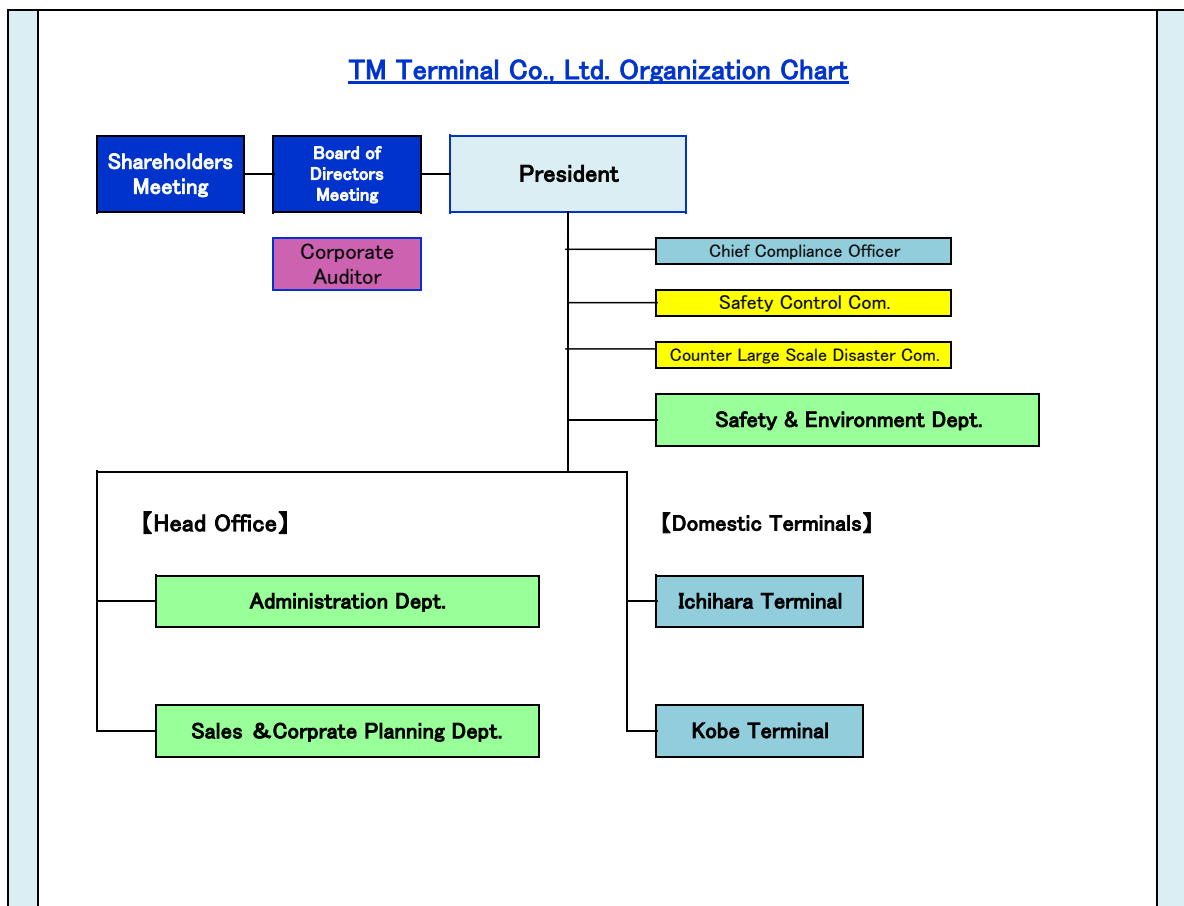 TM Terminal Co., Ltd. Organization Chart
Shareholders
Meeting
Board of
Directors
Meeting
President
Corporate
Auditor
Chief Compliance Officer
Safety Control Com.
Counter Large Scale Disaster Com.
Safety & Environment Dept.
【Head Office】
【Domestic Terminals】
Administration Dept.
Ichihara Terminal
Sales ＆Corprate Planning Dept.
Kobe Terminal